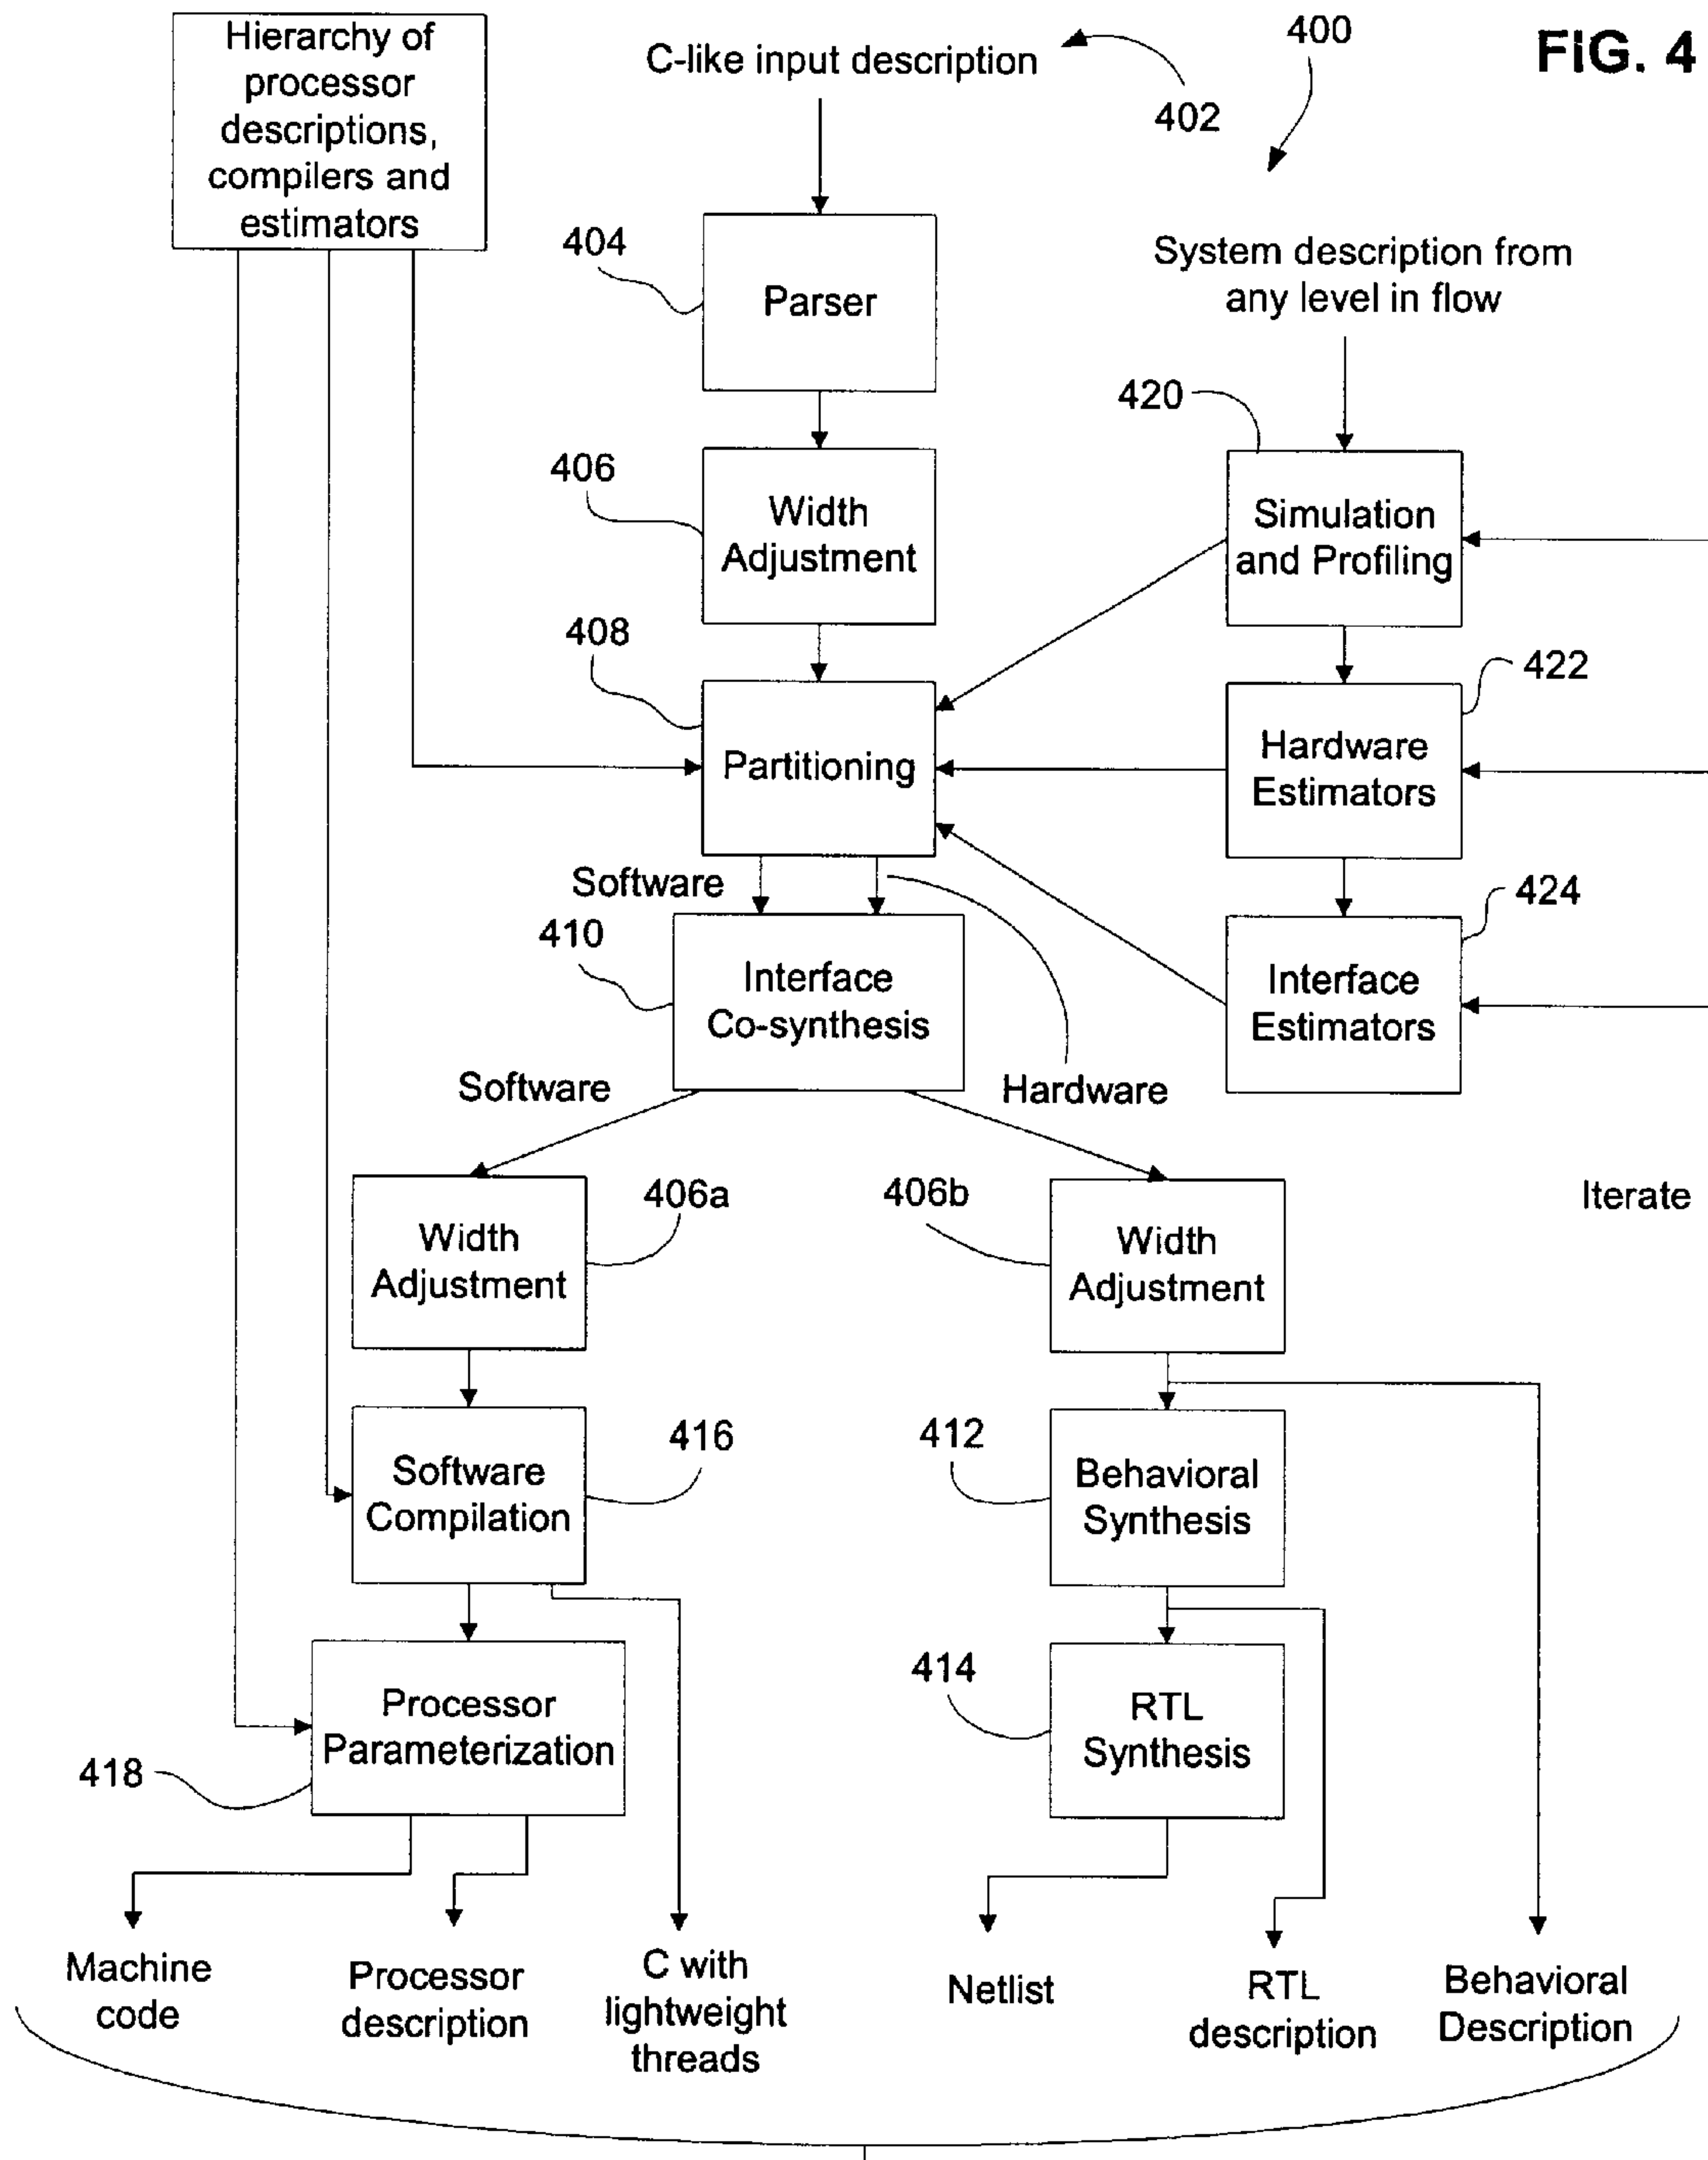 FIG. 4
400
Hierarchy of
processor
descriptions,
compilers and
estimators
C-like input description
402
404
Parser
System description from
any level in flow
420
406
Width
Adjustment
Simulation
and Profiling
408
Partitioning
422
Hardware
Estimators
Software
410
Interface
Co-synthesis
424
Interface
Estimators
Software
Hardware
406a
Width
Adjustment
406b
Width
Adjustment
Iterate
416
Software
Compilation
412
Behavioral
Synthesis
418
Processor
Parameterization
414
RTL
Synthesis
Machine
code
Processor
description
C with
lightweight
threads
Netlist
RTL
description
Behavioral
Description